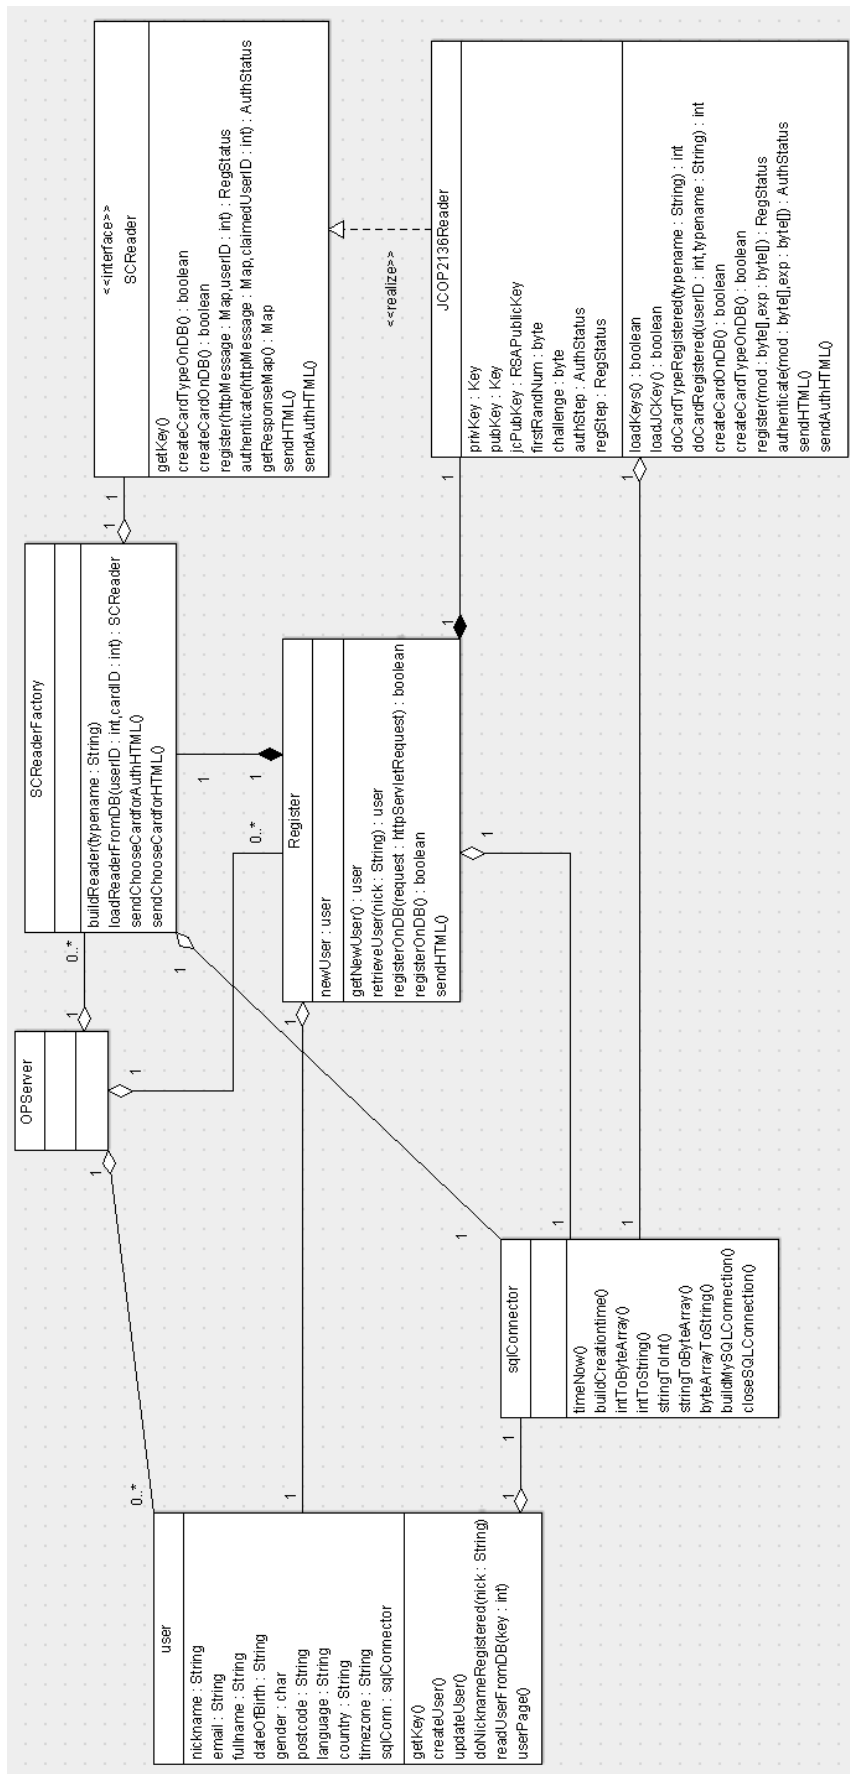 <<interface>>
SCReader
getKey()
createCardTypeOnDB() : boolean
createCardOnDB() : boolean
register(httpMessage : Map,userID : int) : RegStatus
authenticate(httpMessage : Map,claimedUserID : int) : AuthStatus
getResponseMap() : Map
sendHTML()
sendAuthHTML()
<<realize>>
JCOP2136Reader
privKey : Key
pubKey : Key
jcPubKey : RSAPublicKey
firstRandNum : byte
challenge : byte
authStep : AuthStatus
regStep : RegStatus
loadKeys() : boolean
loadJCKey() : boolean
doCardTypeRegistered(typename : String) : int
doCardRegistered(userID : int,typename : String) : int
createCardOnDB() : boolean
createCardTypeOnDB() : boolean
register(mod : byte[],exp : byte[]) : RegStatus
authenticate(mod : byte[],exp : byte[]) : AuthStatus
sendHTML()
sendAuthHTML()
1
1
1
1
1
SCReaderFactory
buildReader(typename : String)
loadReaderFromDB(userID : int,cardID : int) : SCReader
sendChooseCardforAuthHTML()
sendChooseCardforHTML()
1
1
0..*
0..*
1
1
1
Register
newUser : user
getNewUser() : user
retrieveUser(nick : String) : user
registerOnDB(request : httpServletRequest) : boolean
registerOnDB() : boolean
sendHTML()
1
1
OPServer
1
1
0..*
1
1
1
1
sqlConnector
timeNow()
buildCreationtime()
intToByteArray()
intToString()
stringToInt()
stringToByteArray()
byteArrayToString()
buildMySQLConnection()
closeSQLConnection()
1
1
user
nickname : String
email : String
fullname : String
dateOfBirth : String
gender : char
postcode : String
language : String
country : String
timezone : String
sqlConn : sqlConnector
getKey()
createUser()
updateUser()
doNicknameRegistered(nick : String)
readUserFromDB(key : int)
userPage()